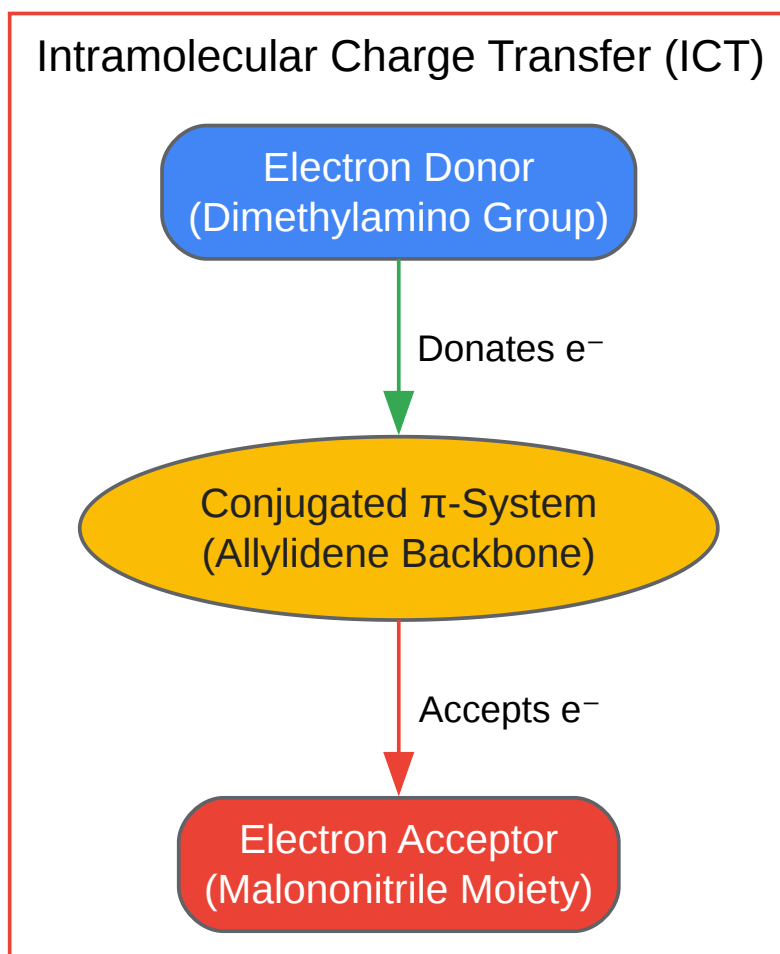 Intramolecular Charge Transfer (ICT)
Electron Donor
(Dimethylamino Group)
Donates e⁻
Conjugated π-System
(Allylidene Backbone)
Accepts e⁻
Electron Acceptor
(Malononitrile Moiety)